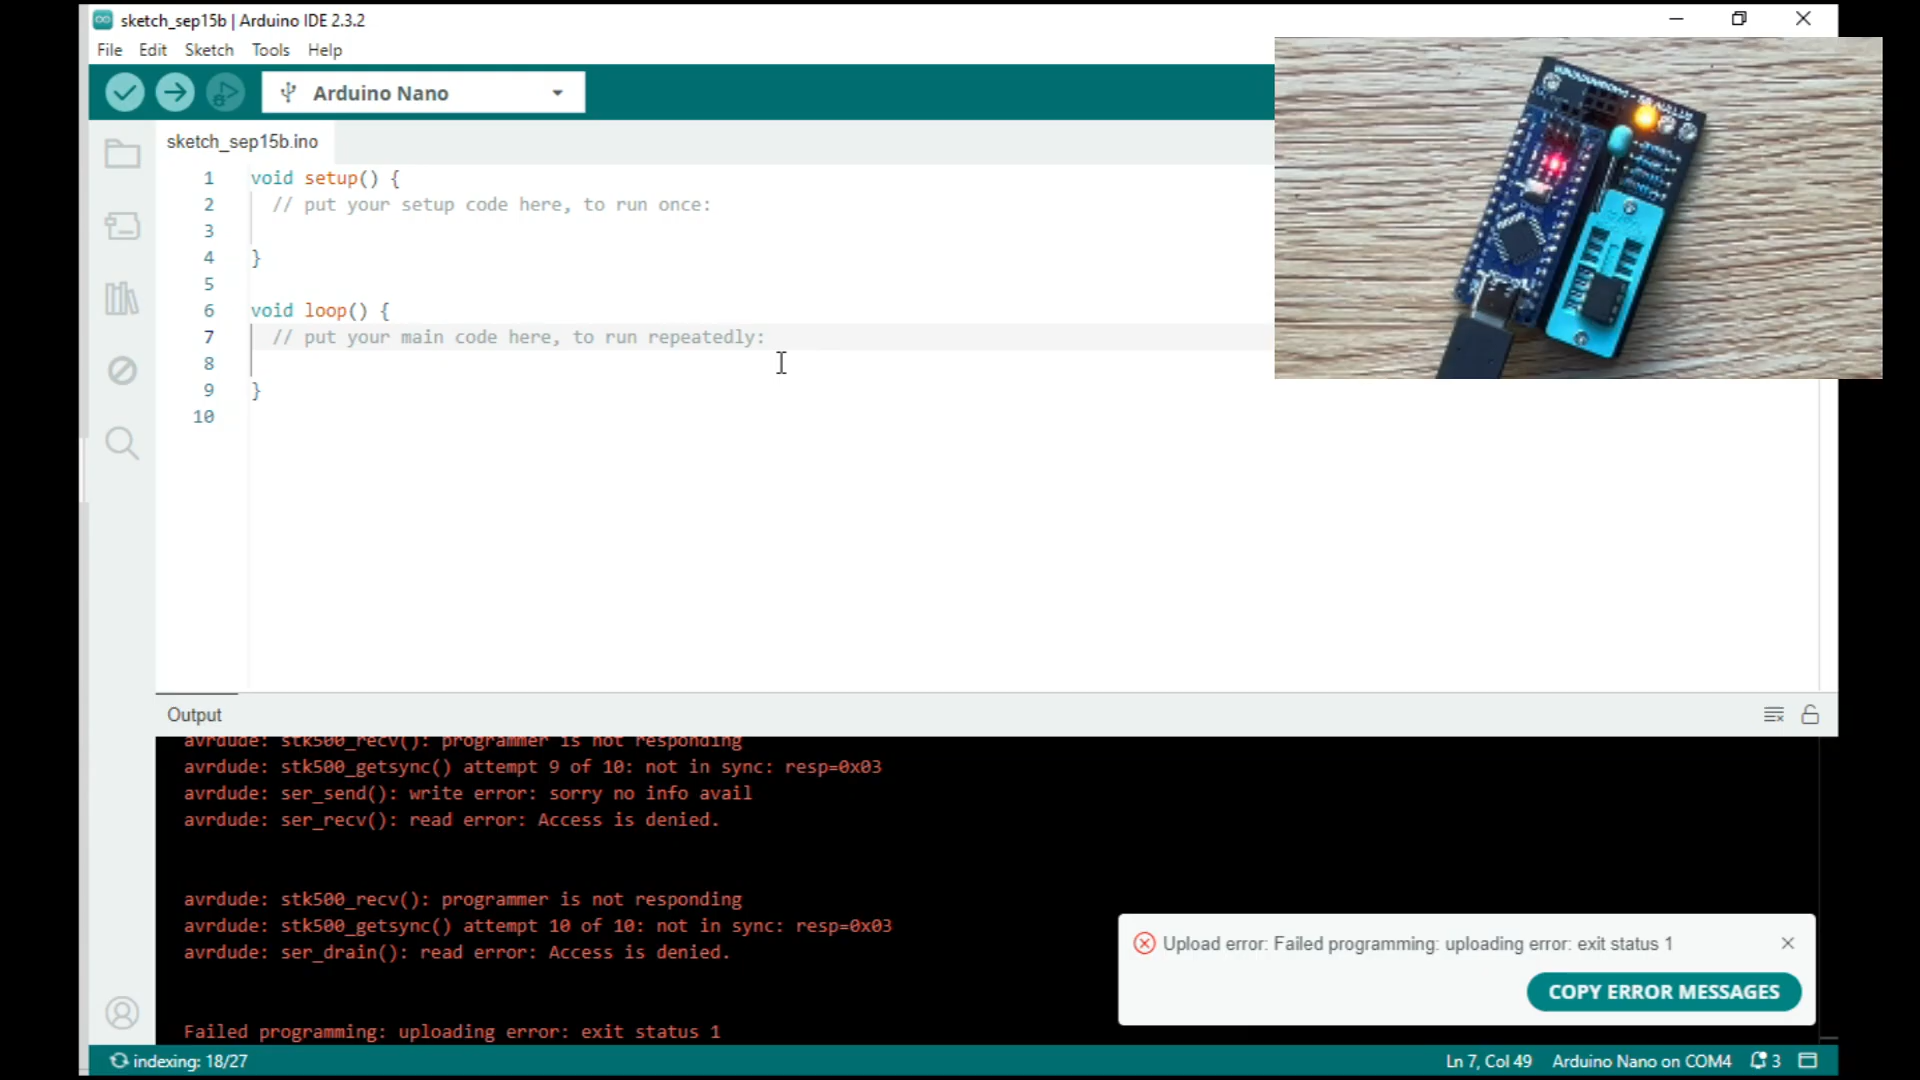 sketch_sep15b | Arduino IDE 2.3.2
File Edit Sketch Tools Help
Arduino Nano
sketch_sep15b.ino
1 void setup() {
2 // put your setup code here, to run once:
3
4 }
5
6 void loop() {
7 // put your main code here, to run repeatedly:
8
9 }
10
Output
avrdude: stk500_recv(): programmer is not responding
avrdude: stk500_getsync() attempt 9 of 10: not in sync: resp=0x03
avrdude: ser_send(): write error: sorry no info avail
avrdude: ser_recv(): read error: Access is denied.
avrdude: stk500_recv(): programmer is not responding
avrdude: stk500_getsync() attempt 10 of 10: not in sync: resp=0x03
avrdude: ser_drain(): read error: Access is denied.
Failed programming: uploading error: exit status 1
Upload error: Failed programming: uploading error: exit status 1
COPY ERROR MESSAGES
indexing: 18/27
Ln 7, Col 49 Arduino Nano on COM4 3